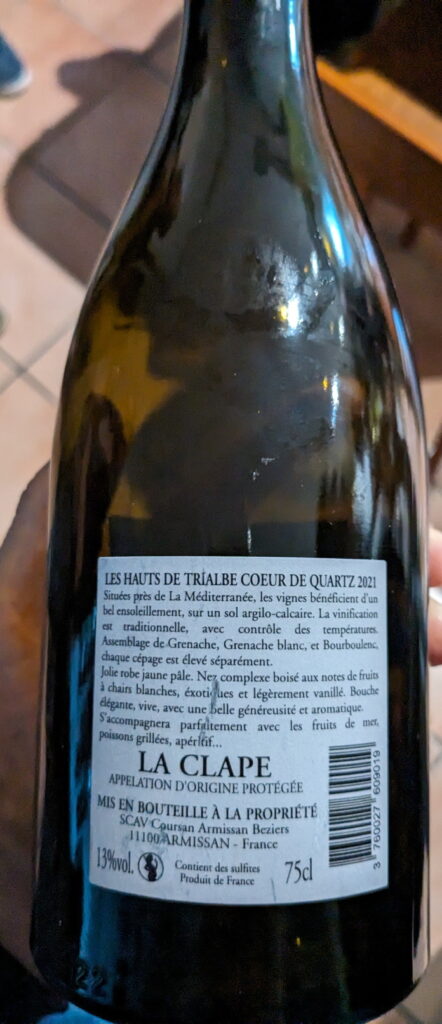 LES HAUTS DE TRIALBE COEUR DE QUARTZ 2021
Situées près de La Méditerranée, les vignes bénéficient d'un
bel ensoleillement, sur un sol argilo-calcaire. La vinification
est traditionnelle, avec contrôle des températures.
Assemblage de Grenache, Grenache blanc, et Bourboulenc,
chaque cépage est élevé séparément.
Jolie robe jaune pâle. Nez complexe boisé aux notes de fruits
à chairs blanches, exotiques et légèrement vanillé. Bouche
élégante, vive, avec une belle généreusité et aromatique.
S'accompagnera parfaitement avec les fruits de mer,
poissons grillées, apéritif...
LA CLAPE
APPELATION D'ORIGINE PROTÉGÉE
MIS EN BOUTEILLE À LA PROPRIÉTÉ
SCAV Coursan Armissan Beziers
11100 ARMISSAN - France
13%vol.
Contient des sulfites
Produit de France
75cl
3 760027 609019
22